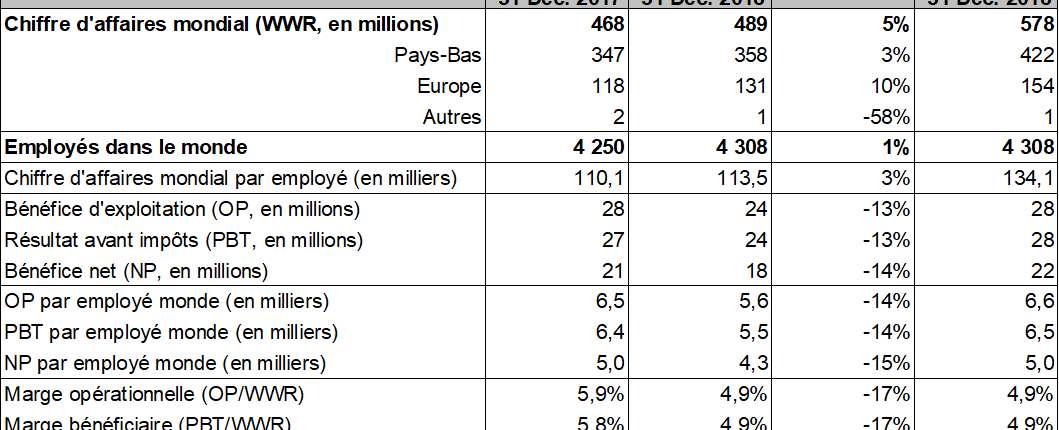 31 Déc. 2017 31 Déc. 2018 31 Déc. 2018
Chiffre d'affaires mondial (WWR, en millions) 468 489 5% 578
Pays-Bas 347 358 3% 422
Europe 118 131 10% 154
Autres 2 1 -58% 1
Employés dans le monde 4 250 4 308 1% 4 308
Chiffre d'affaires mondial par employé (en milliers) 110,1 113,5 3% 134,1
Bénéfice d'exploitation (OP, en millions) 28 24 -13% 28
Résultat avant impôts (PBT, en millions) 27 24 -13% 28
Bénéfice net (NP, en millions) 21 18 -14% 22
OP par employé monde (en milliers) 6,5 5,6 -14% 6,6
PBT par employé monde (en milliers) 6,4 5,5 -14% 6,5
NP par employé monde (en milliers) 5,0 4,3 -15% 5,0
Marge opérationnelle (OP/WWR) 5,9% 4,9% -17% 4,9%
Marge bénéficiaire (PBT/WWR) 5,8% 4,9% -17% 4,9%